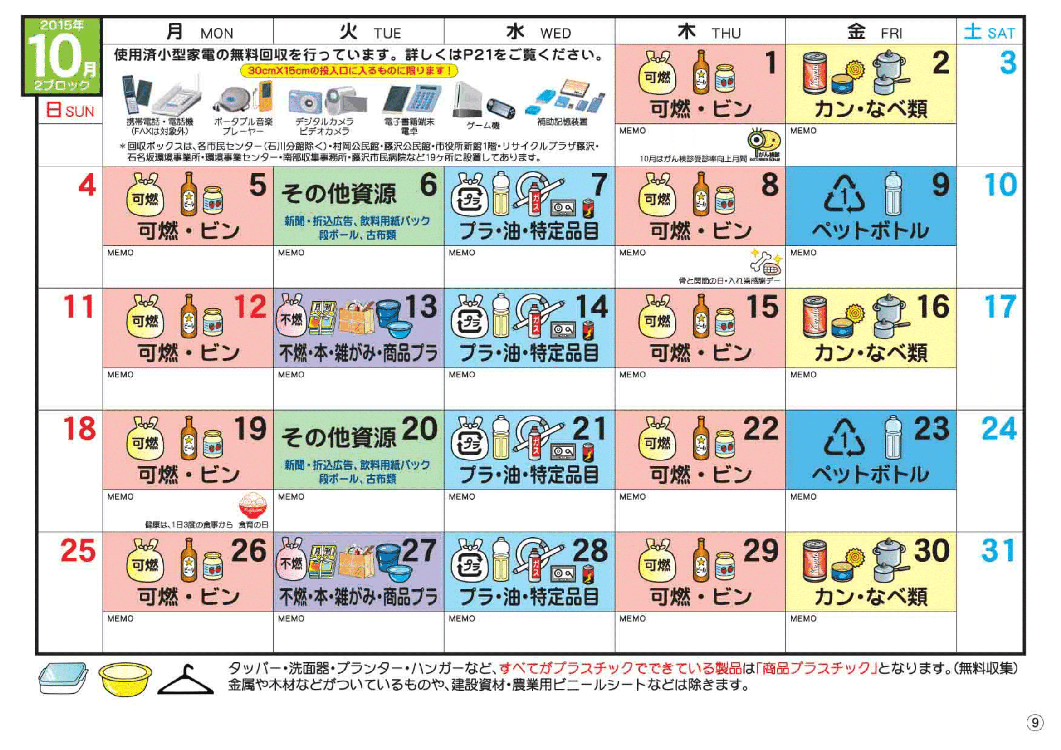 2015年
10月
2ブロック
日 SUN
月 MON
火 TUE
水 WED
木 THU
金 FRI
土 SAT
使用済小型家電の無料回収を行っています。詳しくはP21をご覧ください。
30cmX15cmの投入口に入るものに限ります！
携帯電話・電話機
(FAXは対象外)
ポータブル音楽
プレーヤー
デジタルカメラ
ビデオカメラ
電子書籍端末
電卓
ゲーム機
補助記憶装置
＊回収ボックスは、各市民センター(石川分館除く)・村岡公民館・藤沢公民館・市役所新館1階・リサイクルプラザ藤沢・
石名坂環境事業所・環境事業センター・南部収集事務所・藤沢市民病院など19ヶ所に設置してあります。
可燃
1
可燃・ビン
MEMO
10月はがん検診受診率向上月間
2
カン・なべ類
MEMO
3
4
可燃
5
可燃・ビン
MEMO
その他資源
6
新聞・折込広告、飲料用紙パック
段ボール、古布類
MEMO
プラ
7
プラ・油・特定品目
MEMO
可燃
8
可燃・ビン
MEMO
骨と関節の日・入れ歯感謝デー
1
9
ペットボトル
MEMO
10
11
可燃
12
可燃・ビン
MEMO
不燃
13
不燃・本・雑がみ・商品プラ
MEMO
プラ
14
プラ・油・特定品目
MEMO
可燃
15
可燃・ビン
MEMO
16
カン・なべ類
MEMO
17
18
可燃
19
可燃・ビン
MEMO
健康は、1日3度の食事から 食育の日
その他資源
20
新聞・折込広告、飲料用紙パック
段ボール、古布類
MEMO
プラ
21
プラ・油・特定品目
MEMO
可燃
22
可燃・ビン
MEMO
1
23
ペットボトル
MEMO
24
25
可燃
26
可燃・ビン
MEMO
不燃
27
不燃・本・雑がみ・商品プラ
MEMO
プラ
28
プラ・油・特定品目
MEMO
可燃
29
可燃・ビン
MEMO
30
カン・なべ類
MEMO
31
タッパー・洗面器・プランター・ハンガーなど、すべてがプラスチックでできている製品は「商品プラスチック」となります。(無料収集)
金属や木材などがついているものや、建設資材・農業用ビニールシートなどは除きます。
⑨